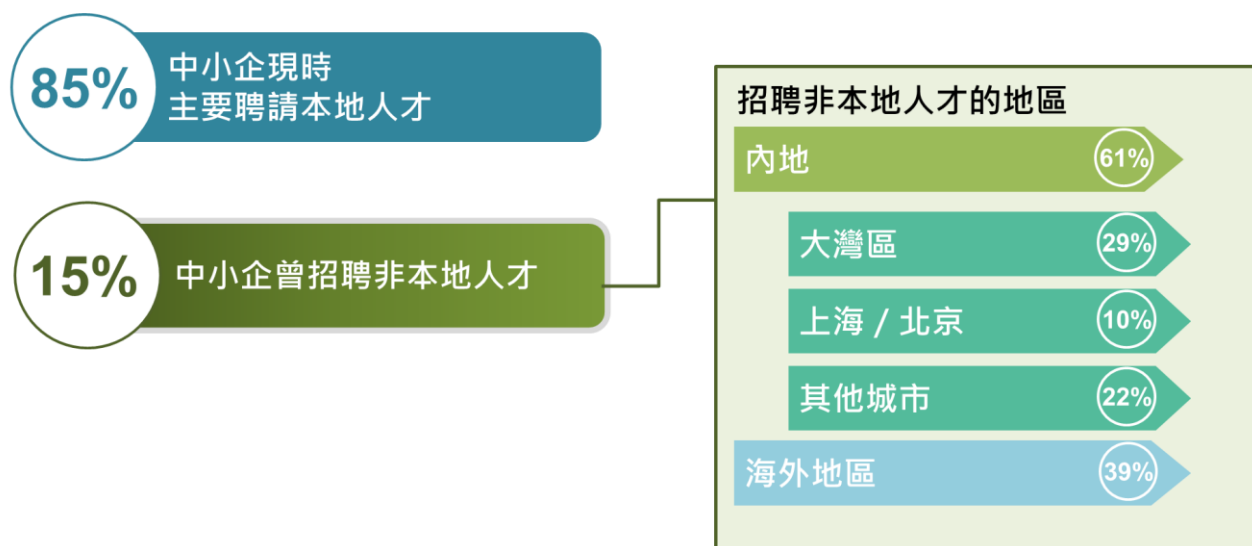 85%
中小企現時
主要聘請本地人才
15%
中小企曾招聘非本地人才
招聘非本地人才的地區
內地 61%
大灣區 29%
上海 / 北京 10%
其他城市 22%
海外地區 39%